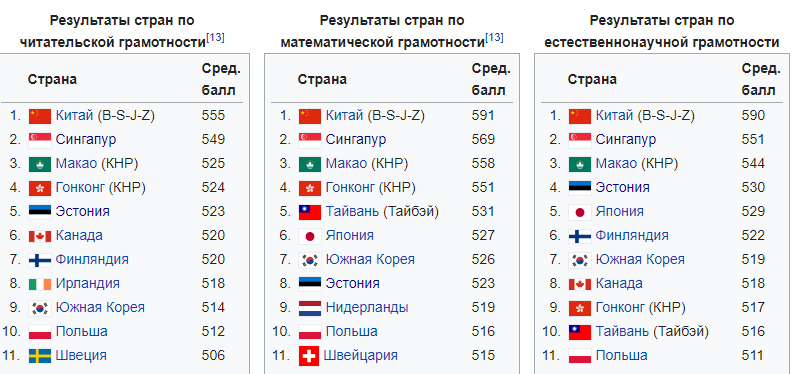 Результаты стран по
читательской грамотности[13]
Страна Сред.
балл
1. Китай (B-S-J-Z) 555
2. Сингапур 549
3. Макао (КНР) 525
4. Гонконг (КНР) 524
5. Эстония 523
6. Канада 520
7. Финляндия 520
8. Ирландия 518
9. Южная Корея 514
10. Польша 512
11. Швеция 506
Результаты стран по
математической грамотности[13]
Страна Сред.
балл
1. Китай (B-S-J-Z) 591
2. Сингапур 569
3. Макао (КНР) 558
4. Гонконг (КНР) 551
5. Тайвань (Тайбэй) 531
6. Япония 527
7. Южная Корея 526
8. Эстония 523
9. Нидерланды 519
10. Польша 516
11. Швейцария 515
Результаты стран по
естественнонаучной грамотности
Страна Сред.
балл
1. Китай (B-S-J-Z) 590
2. Сингапур 551
3. Макао (КНР) 544
4. Эстония 530
5. Япония 529
6. Финляндия 522
7. Южная Корея 519
8. Канада 518
9. Гонконг (КНР) 517
10. Тайвань (Тайбэй) 516
11. Польша 511